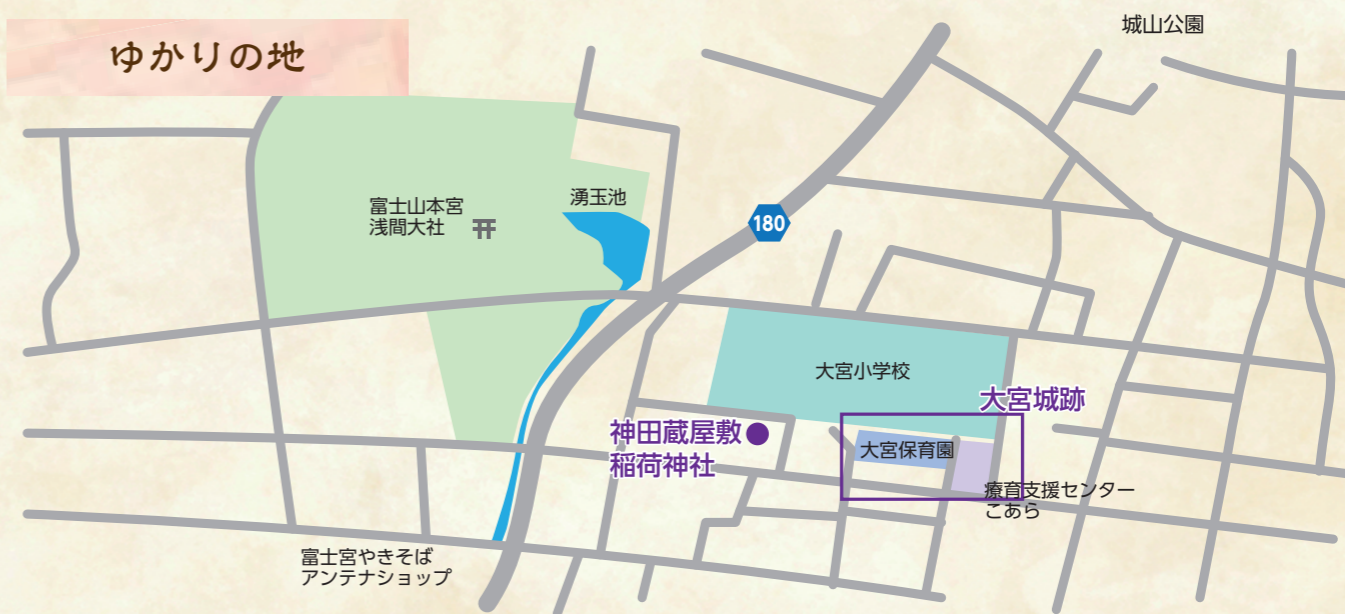 ゆかりの地
城山公園
富士山本宮
浅間大社
湧玉池
180
大宮小学校
大宮城跡
神田蔵屋敷
稲荷神社
大宮保育園
療育支援センター
こあら
富士宮やきそば
アンテナショップ